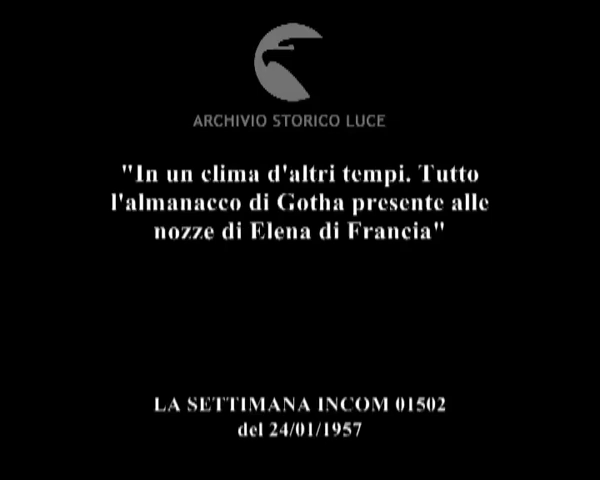 ARCHIVIO STORICO LUCE
"In un clima d'altri tempi. Tutto
l'almanacco di Gotha presente alle
nozze di Elena di Francia"
LA SETTIMANA INCOM 01502
del 24/01/1957